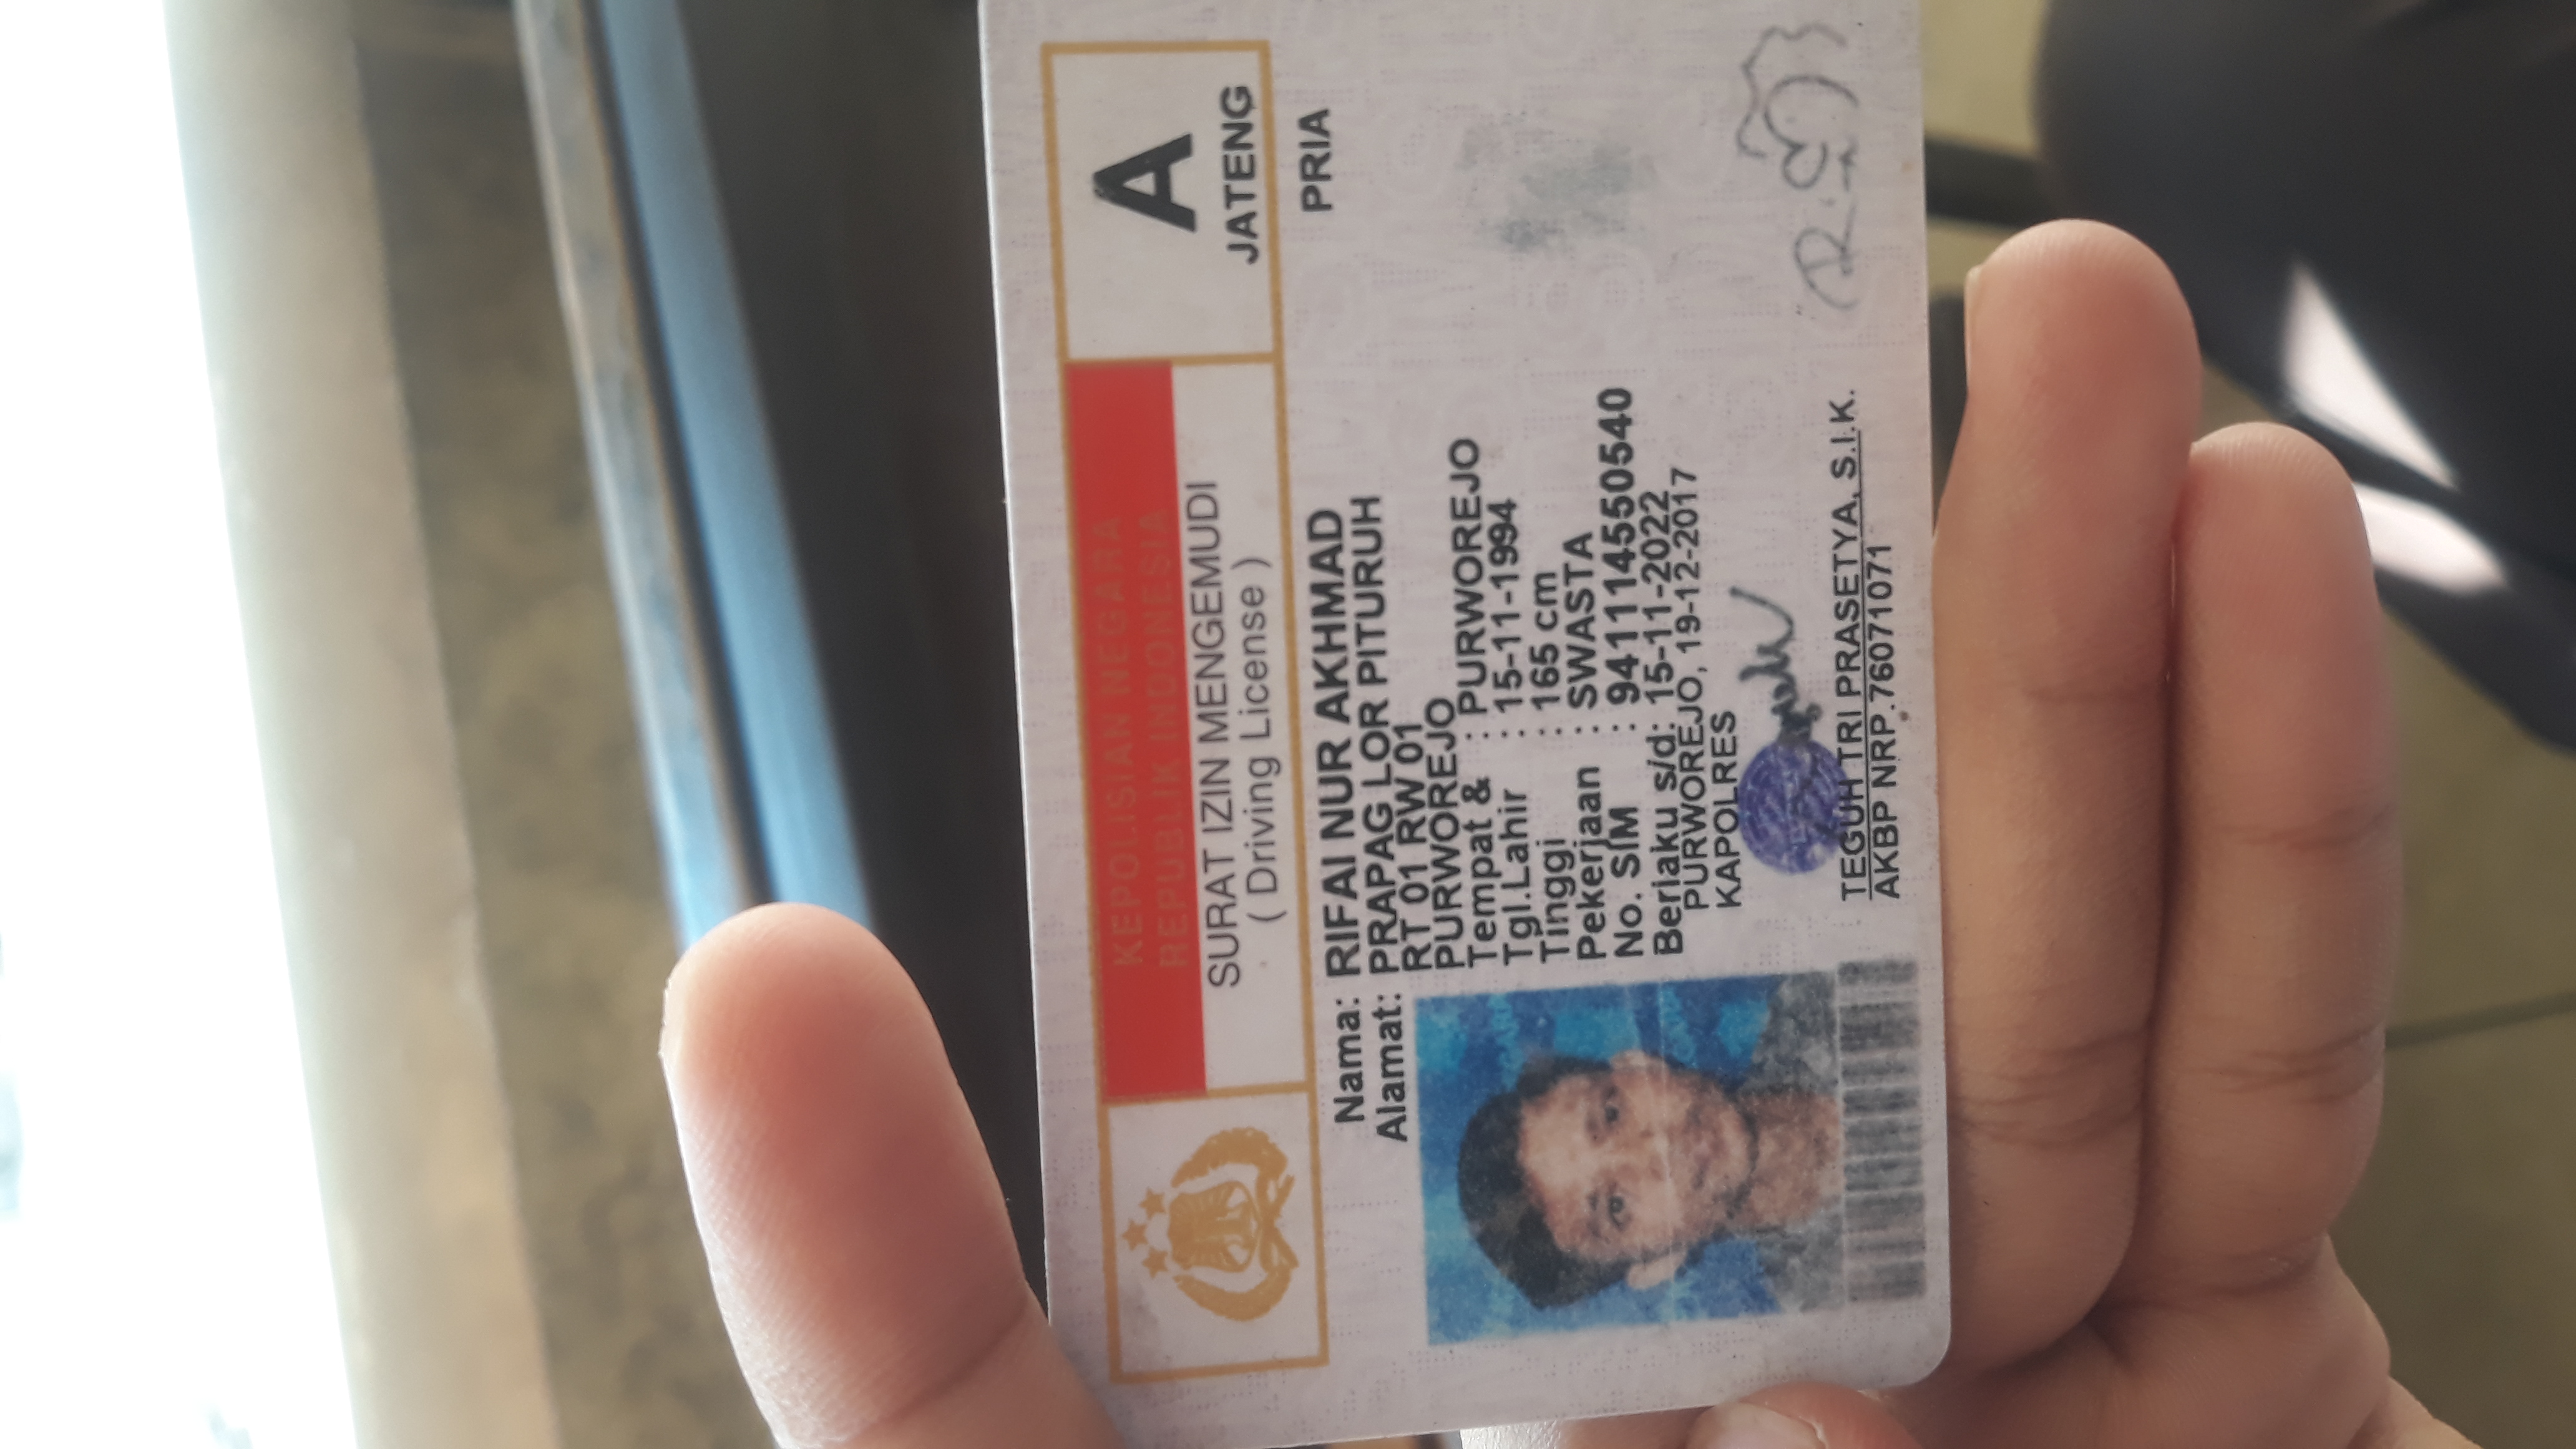 KEPOLISIAN NEGARA
REPUBLIK INDONESIA
SURAT IZIN MENGEMUDI
( Driving License )
A
JATENG
PRIA
Nama: RIFAI NUR AKHMAD
Alamat: PRAPAG LOR PITURUH
RT 01 RW 01
PURWOREJO
Tempat & : PURWOREJO
Tgl.Lahir : 15-11-1994
Tinggi : 165 cm
Pekerjaan : SWASTA
No. SIM : 941114550540
Berlaku s/d: 15-11-2022
PURWOREJO, 19-12-2017
KAPOLRES
TEGUH TRI PRASETYA, S.I.K.
AKBP NRP.76071071